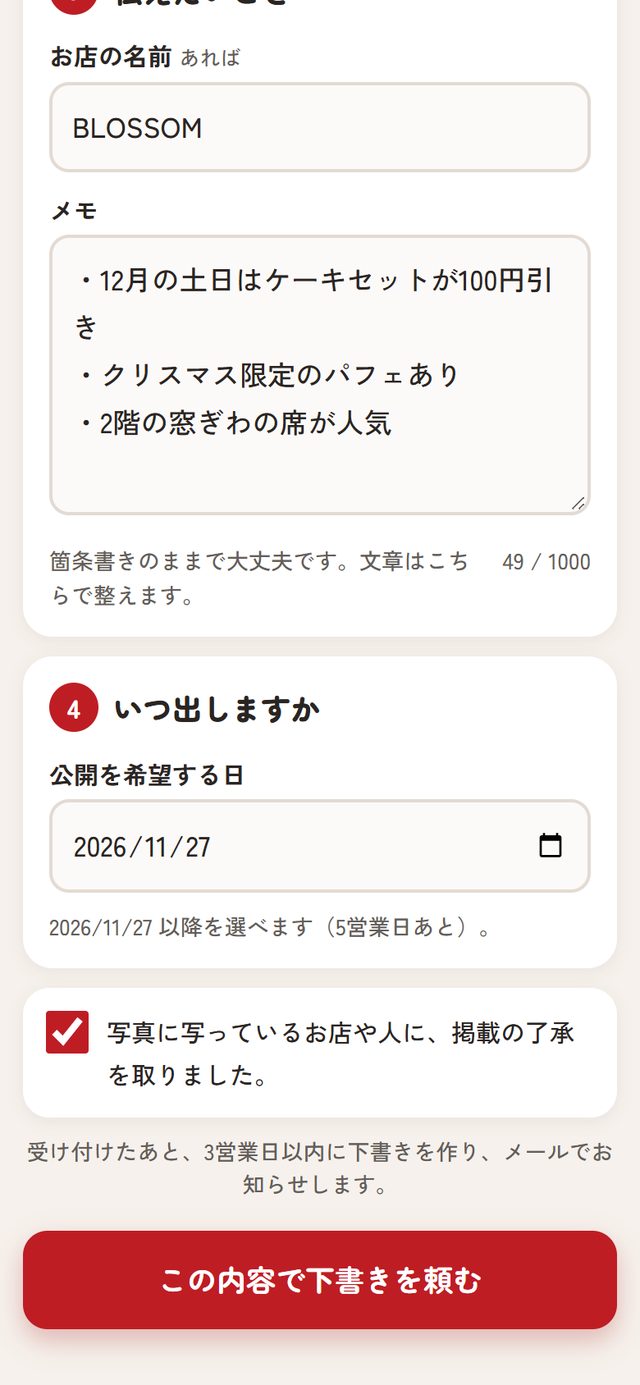 お店の名前 あれば
BLOSSOM
メモ
・12月の土日はケーキセットが100円引
き
・クリスマス限定のパフェあり
・2階の窓ぎわの席が人気
箇条書きのままで大丈夫です。文章はこち
らで整えます。
49 / 1000
4 いつ出しますか
公開を希望する日
2026/11/27
2026/11/27 以降を選べます（5営業日あと）。
写真に写っているお店や人に、掲載の了承
を取りました。
受け付けたあと、3営業日以内に下書きを作り、メールでお
知らせします。
この内容で下書きを頼む